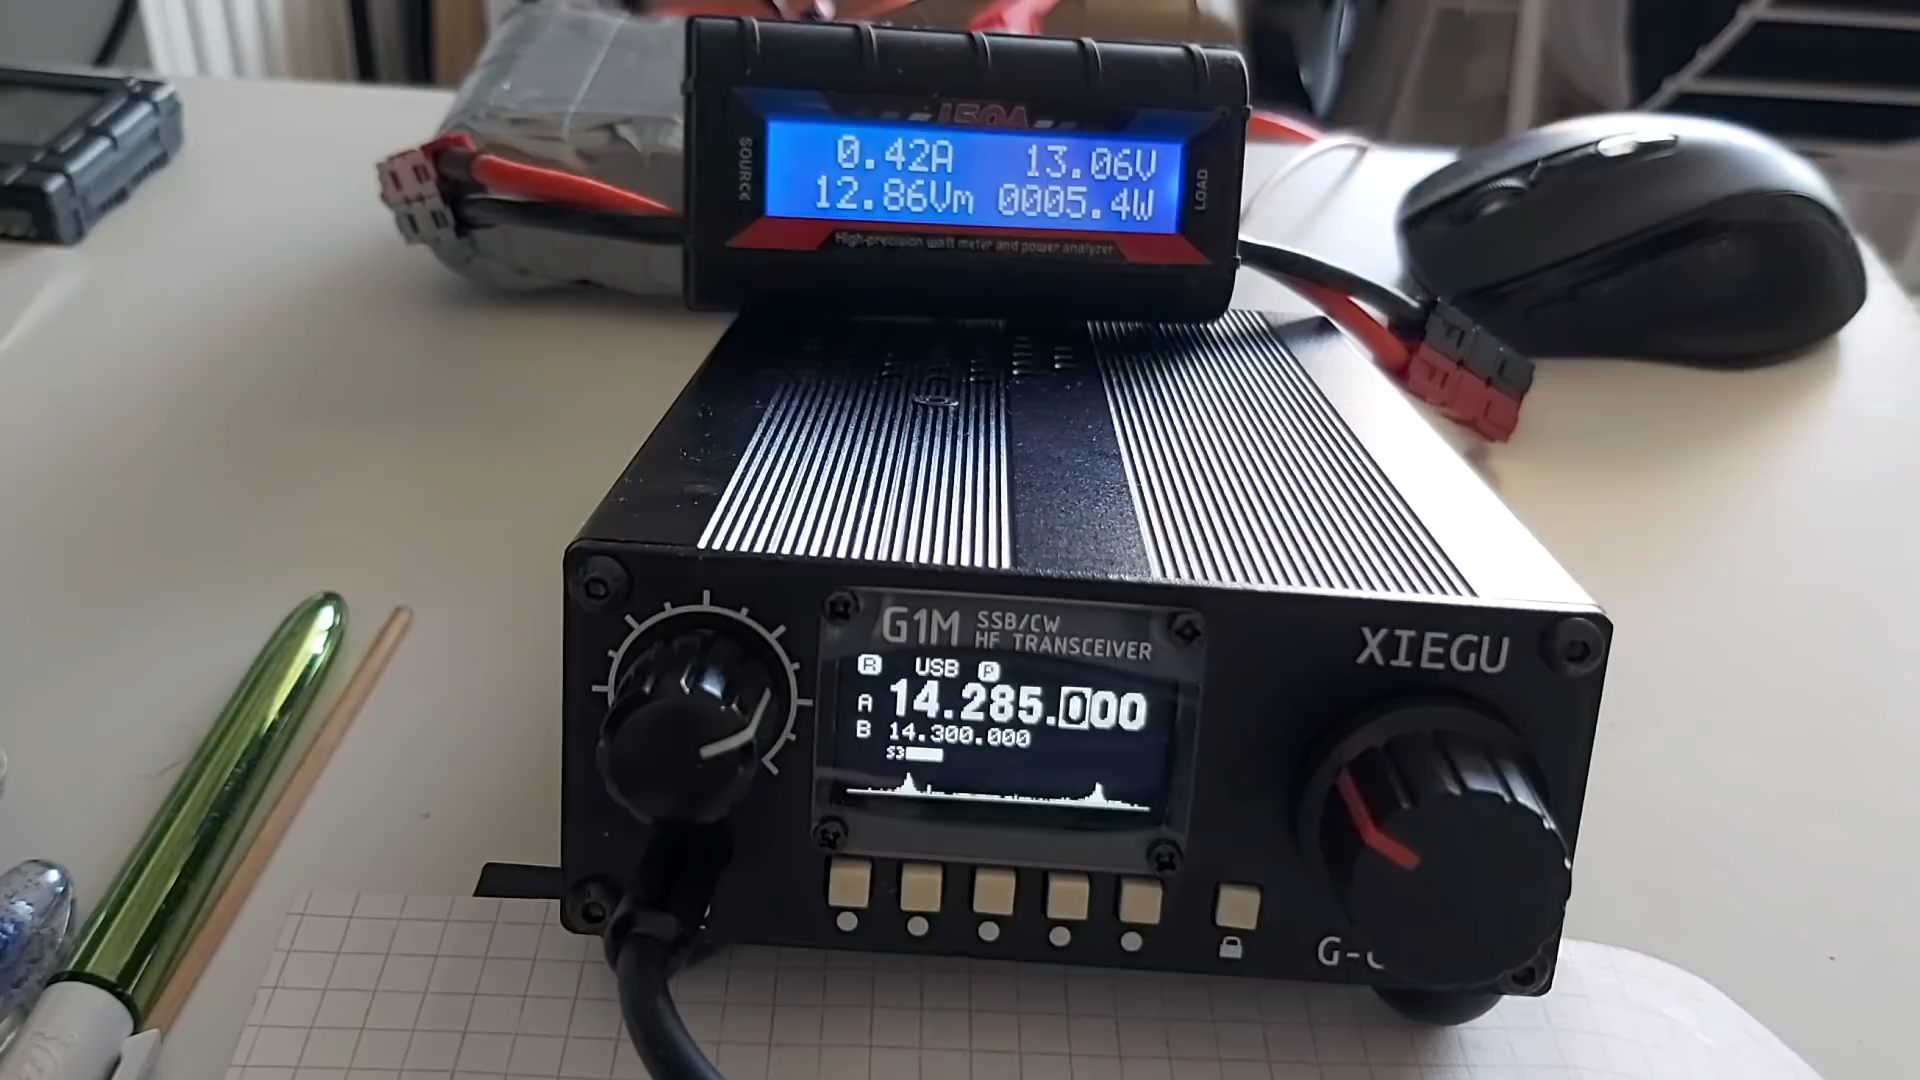 150A
SOURCE
0.42A 13.06V
12.86Vm 0005.4W
LOAD
High-precision watt meter and power analyzer
G1M SSB/CW
HF TRANSCEIVER
XIEGU
R USB P
A 14.285.000
B 14.300.000
S3
G-